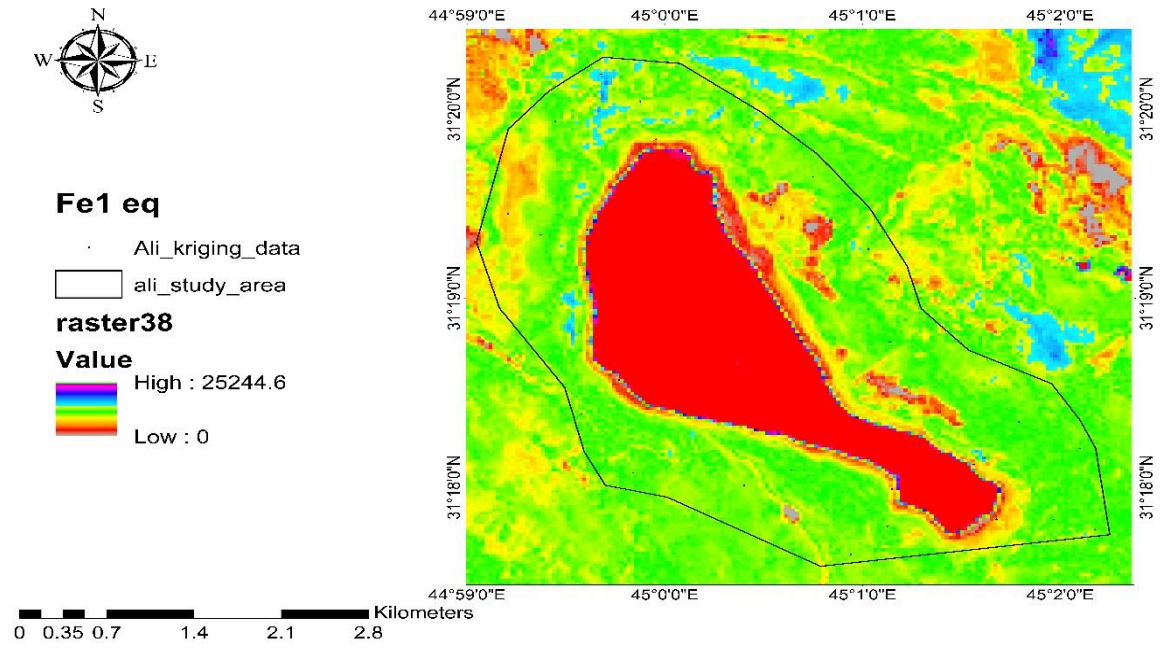 N
W E
S
Fe1 eq
Ali_kriging_data
ali_study_area
raster38
Value
High : 25244.6
Low : 0
Kilometers
0 0.35 0.7 1.4 2.1 2.8
44°59'0"E 45°0'0"E 45°1'0"E 45°2'0"E
31°20'0"N 31°20'0"N
31°19'0"N 31°19'0"N
31°18'0"N 31°18'0"N
44°59'0"E 45°0'0"E 45°1'0"E 45°2'0"E